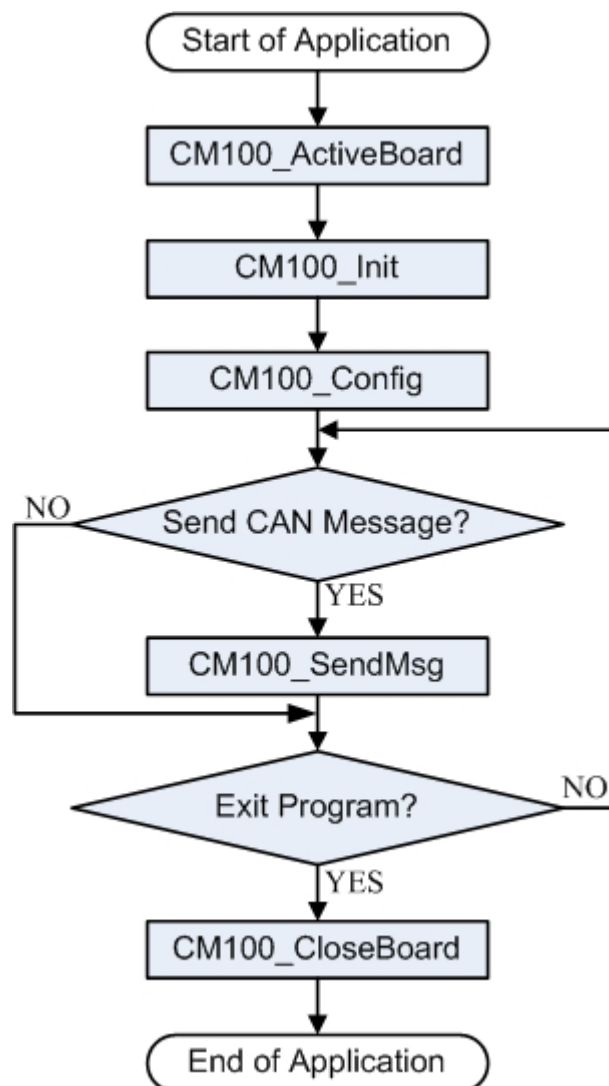 Start of Application
CM100_ActiveBoard
CM100_Init
CM100_Config
NO
Send CAN Message?
YES
CM100_SendMsg
Exit Program?
NO
YES
CM100_CloseBoard
End of Application